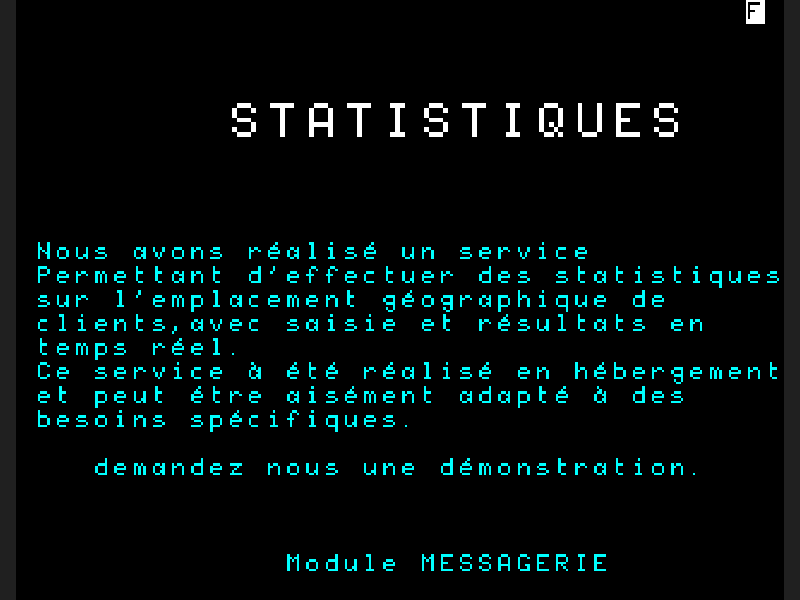 F
STATISTIQUES
Nous avons réalisé un service
Permettant d'effectuer des statistiques
sur l'emplacement géographique de
clients,avec saisie et résultats en
temps réel.
Ce service à été réalisé en hébergement
et peut étre aisément adapté à des
besoins spécifiques.
demandez nous une démonstration.
Module MESSAGERIE